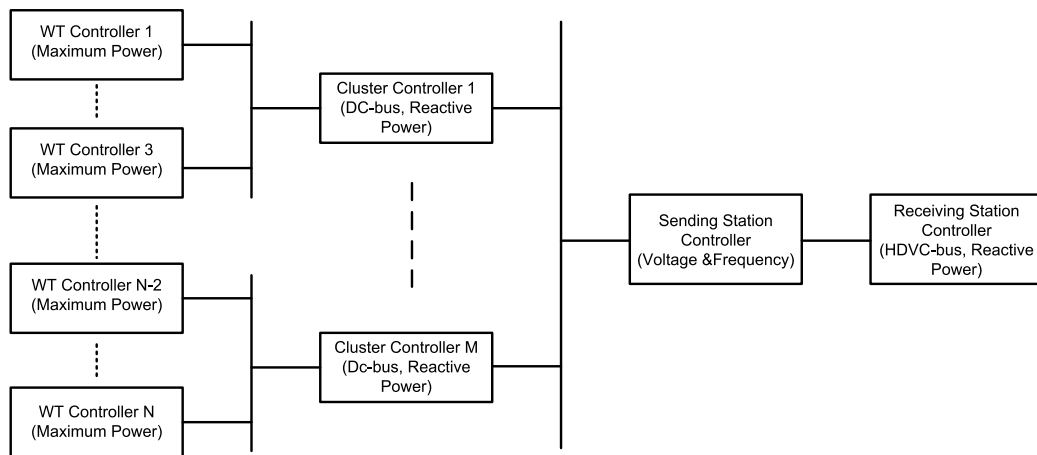 WT Controller 1
(Maximum Power)
WT Controller 3
(Maximum Power)
WT Controller N-2
(Maximum Power)
WT Controller N
(Maximum Power)
Cluster Controller 1
(DC-bus, Reactive
Power)
Cluster Controller M
(Dc-bus, Reactive
Power)
Sending Station
Controller
(Voltage &Frequency)
Receiving Station
Controller
(HDVC-bus, Reactive
Power)